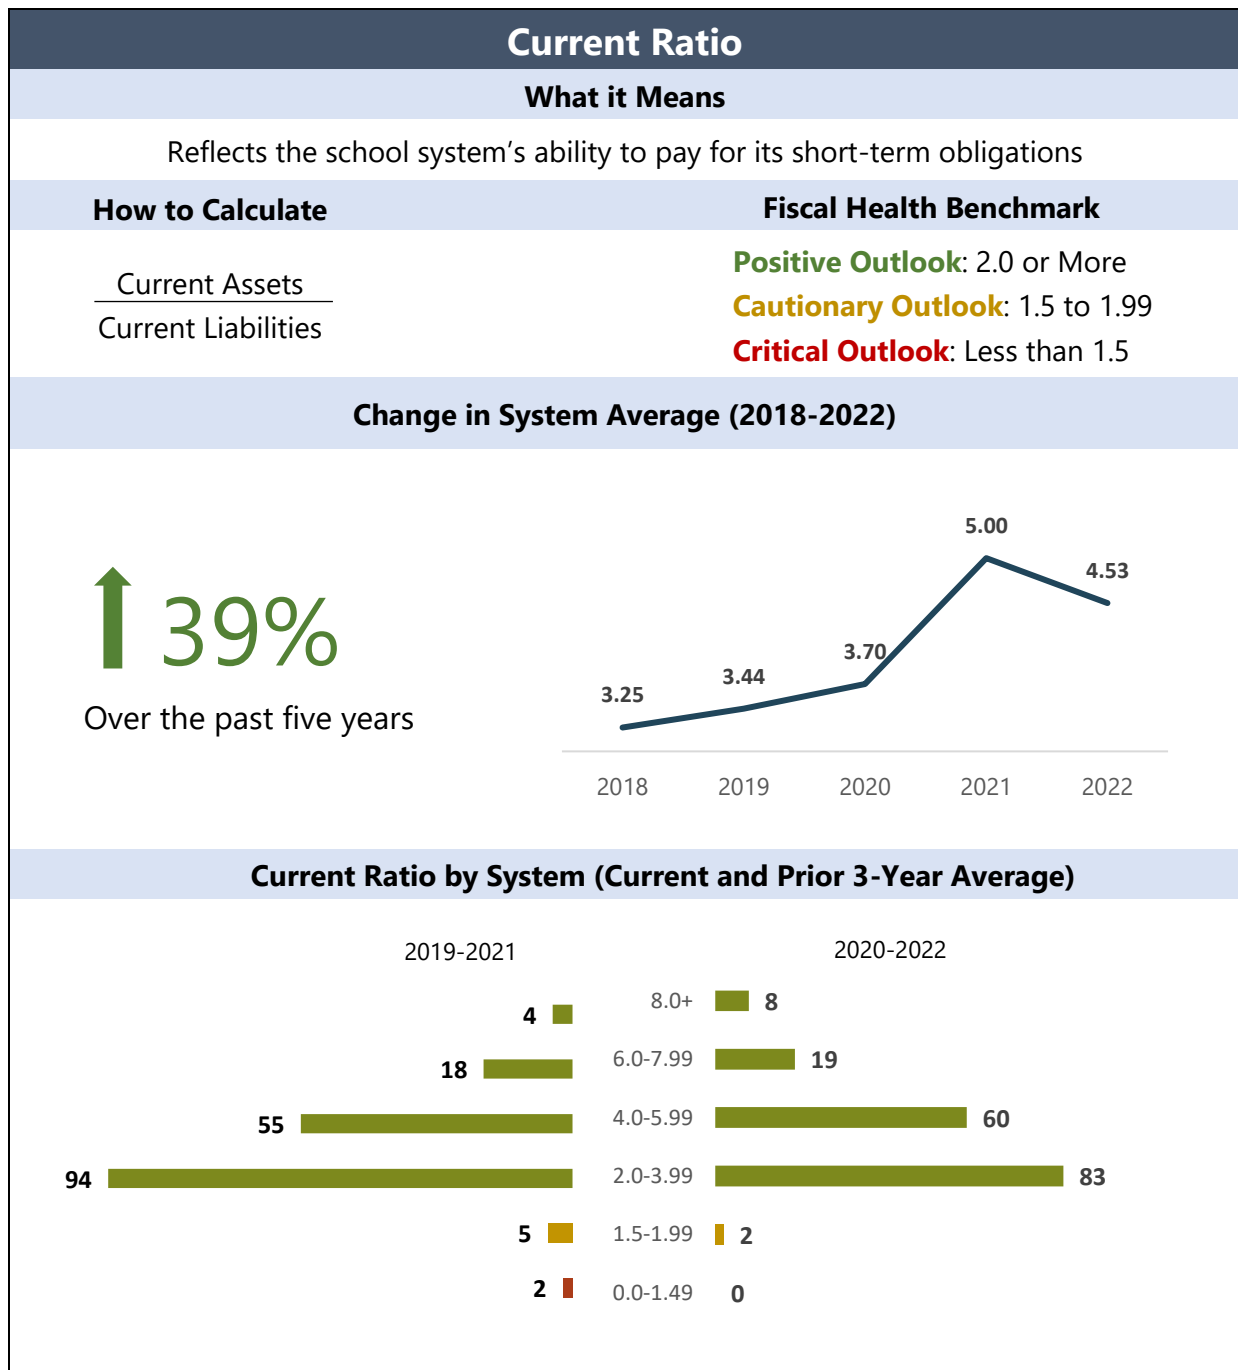 Current Ratio
What it Means
Reflects the school system’s ability to pay for its short-term obligations
How to Calculate
Current Assets
Current Liabilities
Fiscal Health Benchmark
Positive Outlook: 2.0 or More
Cautionary Outlook: 1.5 to 1.99
Critical Outlook: Less than 1.5
Change in System Average (2018-2022)
39%
Over the past five years
3.25
3.44
3.70
5.00
4.53
2018 2019 2020 2021 2022
Current Ratio by System (Current and Prior 3-Year Average)
2019-2021 2020-2022
4 8.0+ 8
18 6.0-7.99 19
55 4.0-5.99 60
94 2.0-3.99 83
5 1.5-1.99 2
2 0.0-1.49 0